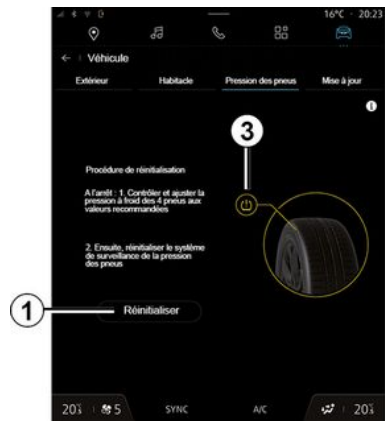 16°C · 20:23
← Véhicule
Extérieur Habitacle Pression des pneus Mise à jour
i
3
Procédure de réinitialisation
A l'arrêt : 1. Contrôler et ajuster la
pression à froid des 4 pneus aux
valeurs recommandées
2. Ensuite, réinitialiser le système
de surveillance de la pression
des pneus
1
Réinitialiser
5 SYNC A/C